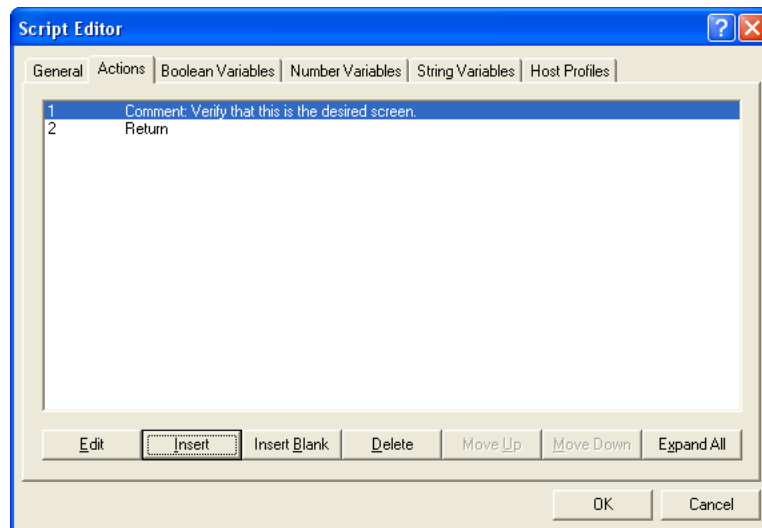 Script Editor
General Actions Boolean Variables Number Variables String Variables Host Profiles
1 Comment: Verify that this is the desired screen.
2 Return
Edit Insert Insert Blank Delete Move Up Move Down Expand All
OK Cancel